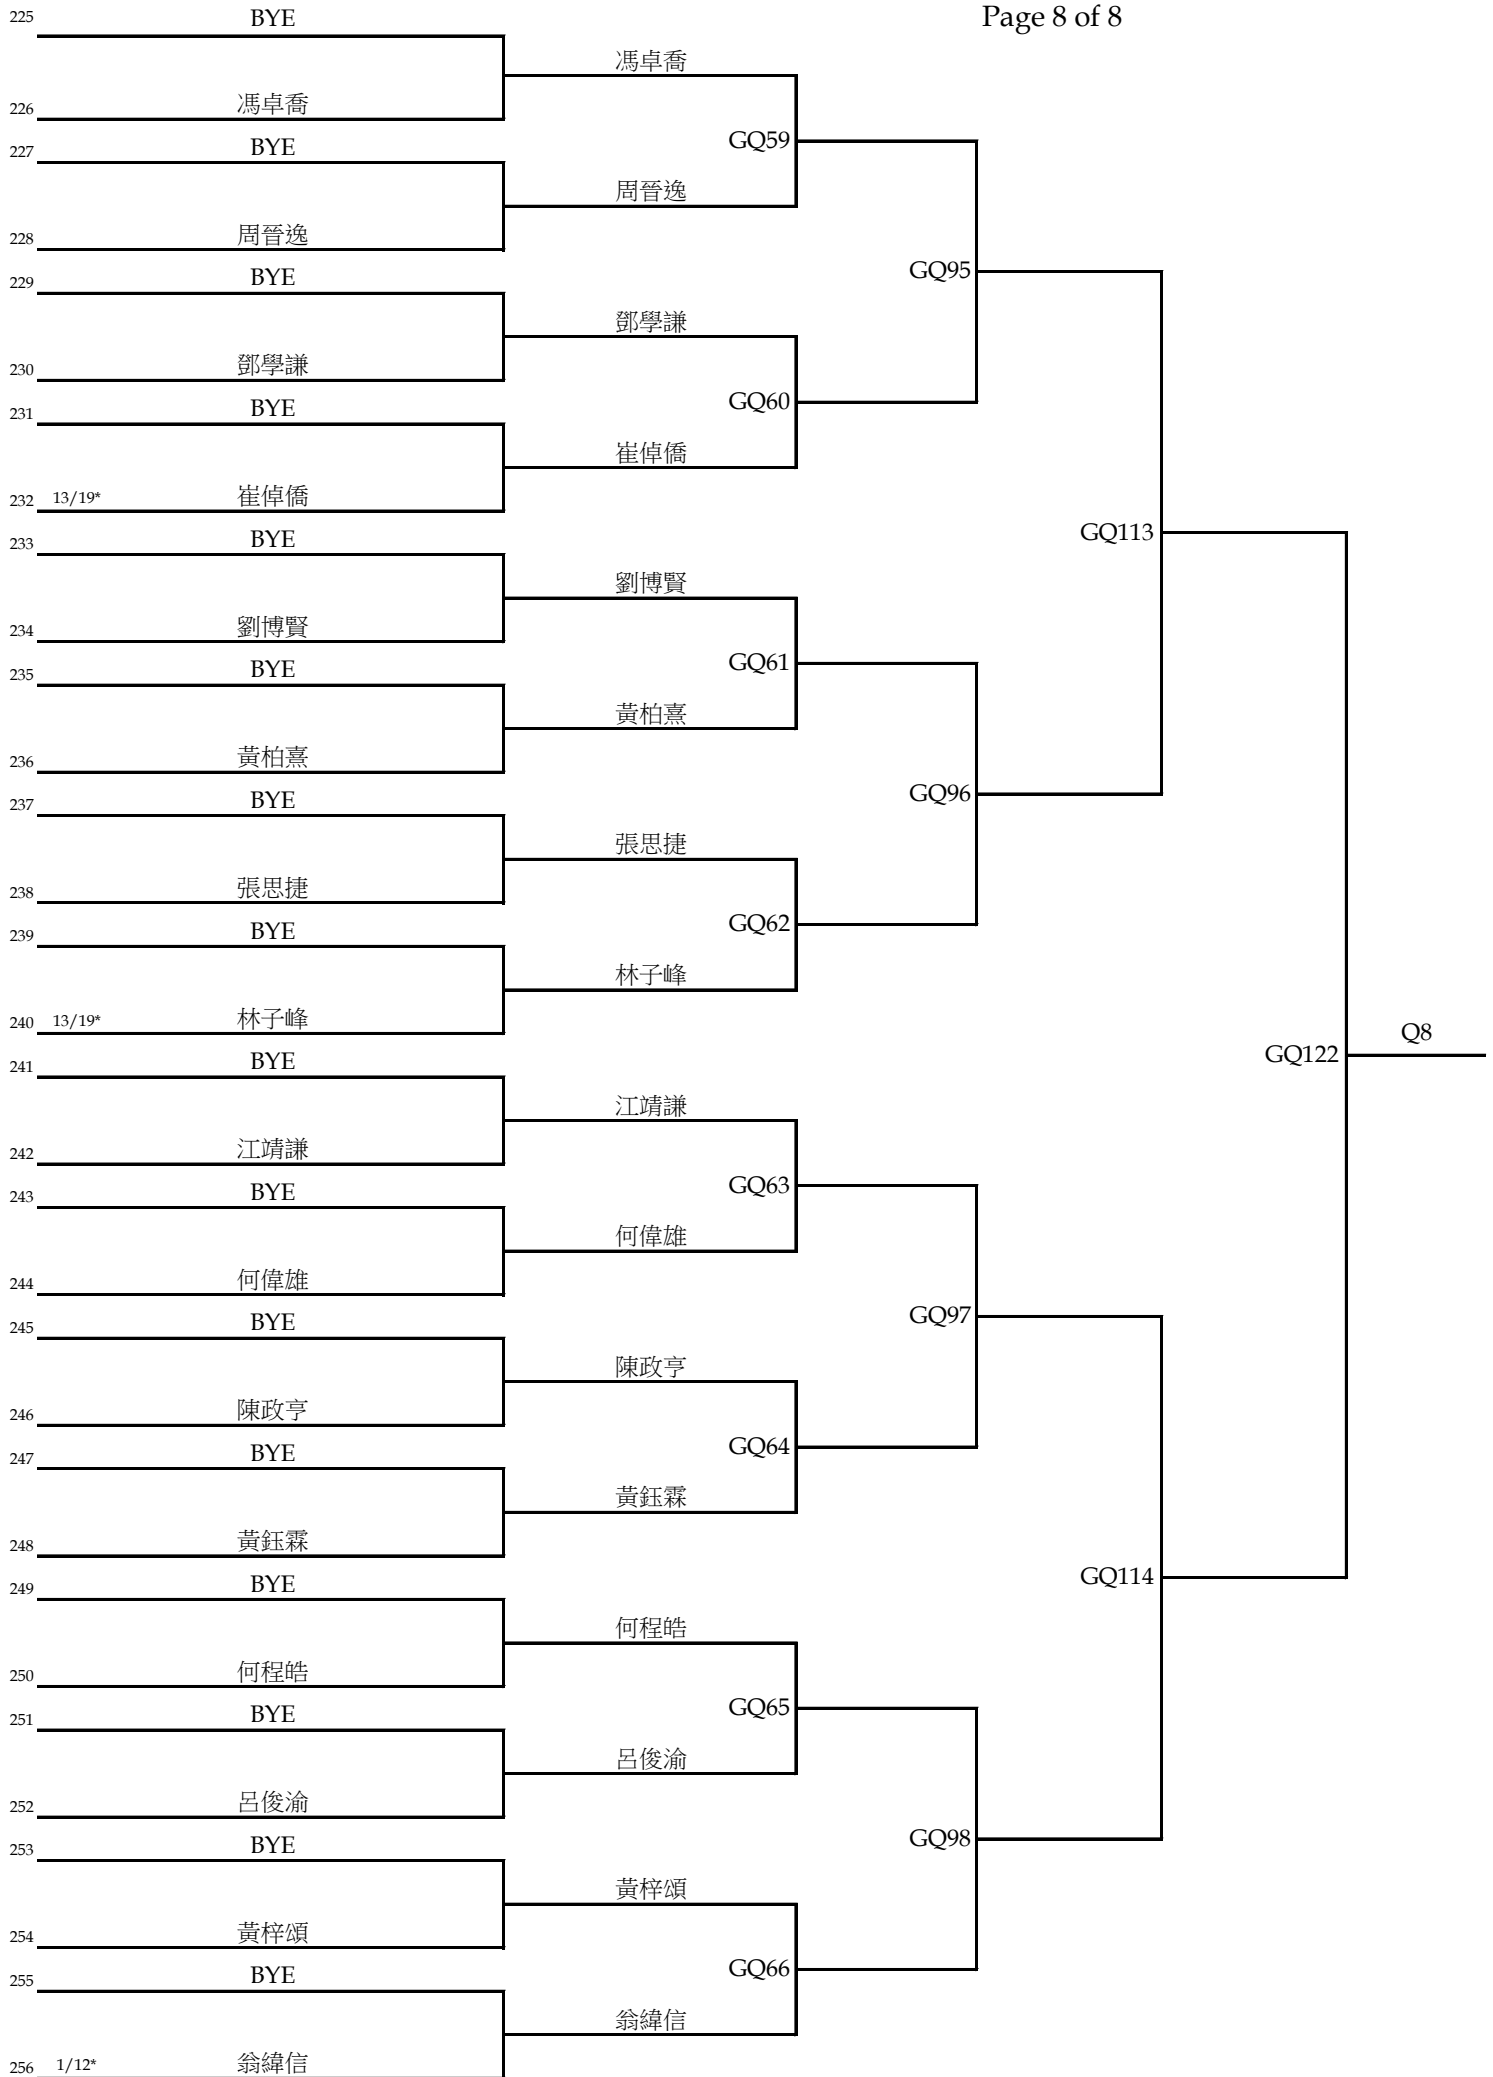 Page 8 of 8
225 BYE
馮卓喬
226 馮卓喬
227 BYE
GQ59
周晉逸
228 周晉逸
GQ95
229 BYE
鄧學謙
230 鄧學謙
231 BYE
GQ60
崔倬僑
232 13/19* 崔倬僑
GQ113
233 BYE
劉博賢
234 劉博賢
235 BYE
GQ61
黃柏熹
236 黃柏熹
GQ96
237 BYE
張思捷
238 張思捷
239 BYE
GQ62
林子峰
240 13/19* 林子峰
Q8
GQ122
241 BYE
江靖謙
242 江靖謙
243 BYE
GQ63
何偉雄
244 何偉雄
GQ97
245 BYE
陳政亨
246 陳政亨
247 BYE
GQ64
黃鈺霖
248 黃鈺霖
GQ114
249 BYE
何程皓
250 何程皓
251 BYE
GQ65
呂俊渝
252 呂俊渝
GQ98
253 BYE
黃梓頌
254 黃梓頌
255 BYE
GQ66
翁緯信
256 1/12* 翁緯信